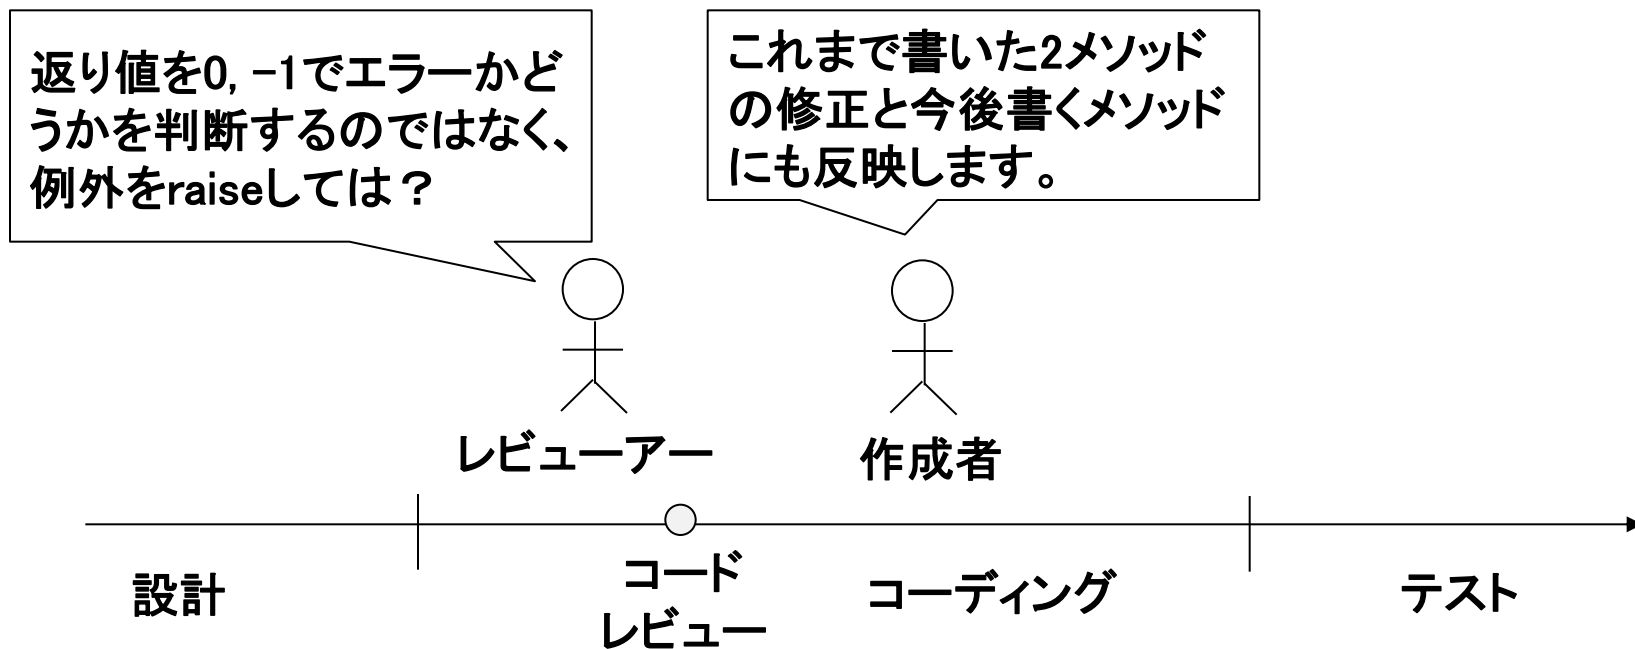 返り値を0, -1でエラーかど
うかを判断するのではなく、
例外をraiseしては？
これまで書いた2メソッド
の修正と今後書くメソッド
にも反映します。
レビューアー
作成者
設計
コード
レビュー
コーディング
テスト